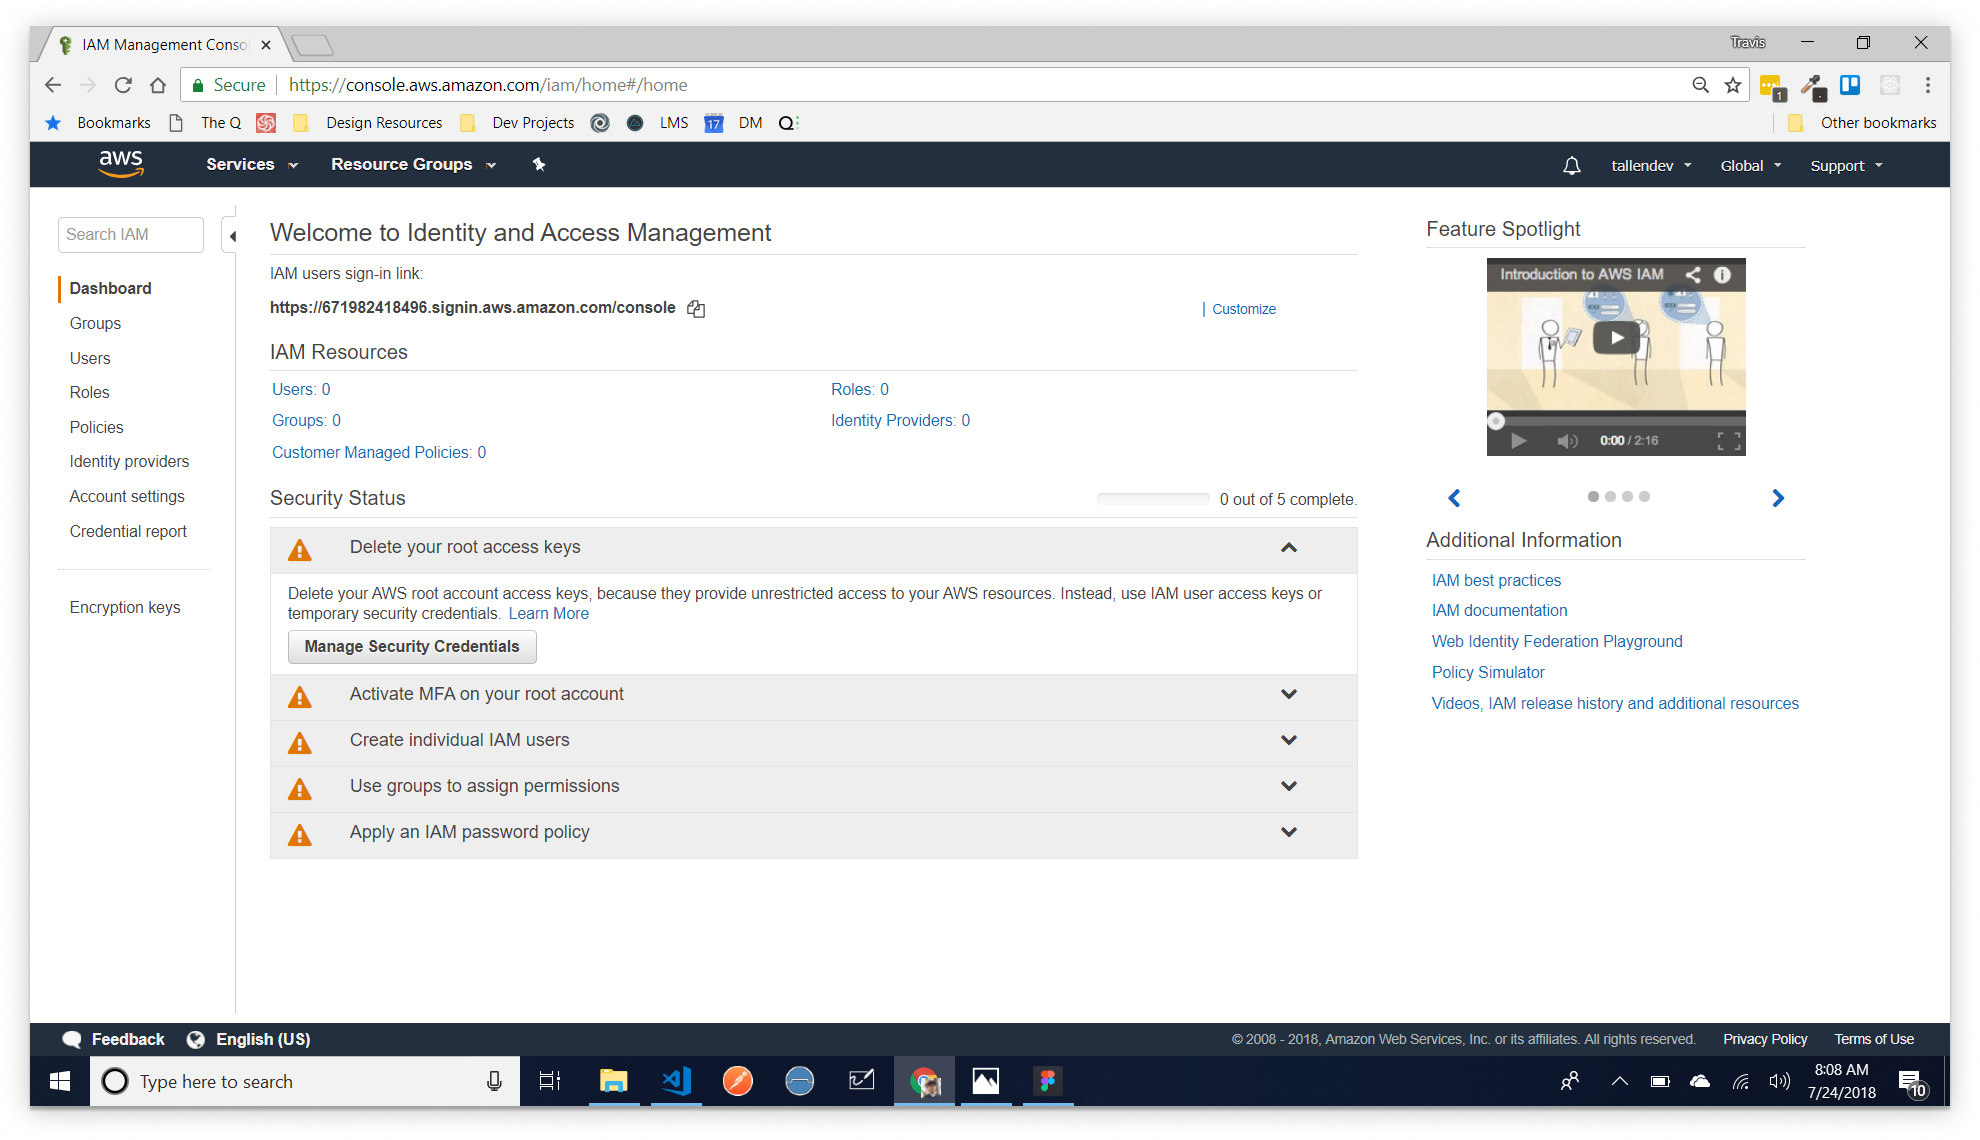 IAM Management Conso
Travis
Secure
https://console.aws.amazon.com/iam/home#/home
1
Bookmarks
The Q
Design Resources
Dev Projects
LMS
17
DM
Q
Other bookmarks
aws
Services
Resource Groups
tallendev
Global
Support
Search IAM
Dashboard
Groups
Users
Roles
Policies
Identity providers
Account settings
Credential report
Encryption keys
Welcome to Identity and Access Management
IAM users sign-in link:
https://671982418496.signin.aws.amazon.com/console
Customize
IAM Resources
Users: 0
Roles: 0
Groups: 0
Identity Providers: 0
Customer Managed Policies: 0
Security Status
0 out of 5 complete.
Delete your root access keys
Delete your AWS root account access keys, because they provide unrestricted access to your AWS resources. Instead, use IAM user access keys or
temporary security credentials. Learn More
Manage Security Credentials
Activate MFA on your root account
Create individual IAM users
Use groups to assign permissions
Apply an IAM password policy
Feature Spotlight
Introduction to AWS IAM
0:00 / 2:16
Additional Information
IAM best practices
IAM documentation
Web Identity Federation Playground
Policy Simulator
Videos, IAM release history and additional resources
Feedback
English (US)
© 2008 - 2018, Amazon Web Services, Inc. or its affiliates. All rights reserved.
Privacy Policy
Terms of Use
Type here to search
8:08 AM
7/24/2018
10